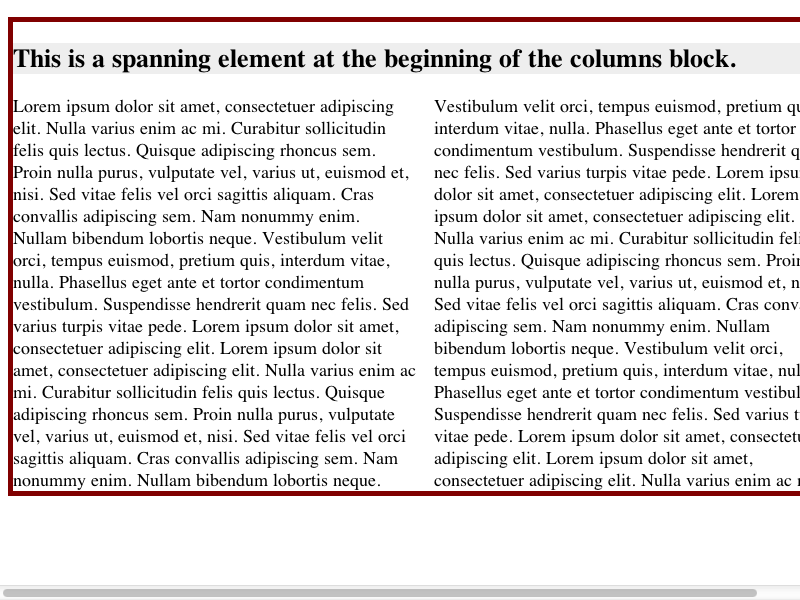 This is a spanning element at the beginning of the columns block.
Lorem ipsum dolor sit amet, consectetuer adipiscing
elit. Nulla varius enim ac mi. Curabitur sollicitudin
felis quis lectus. Quisque adipiscing rhoncus sem.
Proin nulla purus, vulputate vel, varius ut, euismod et,
nisi. Sed vitae felis vel orci sagittis aliquam. Cras
convallis adipiscing sem. Nam nonummy enim.
Nullam bibendum lobortis neque. Vestibulum velit
orci, tempus euismod, pretium quis, interdum vitae,
nulla. Phasellus eget ante et tortor condimentum
vestibulum. Suspendisse hendrerit quam nec felis. Sed
varius turpis vitae pede. Lorem ipsum dolor sit amet,
consectetuer adipiscing elit. Lorem ipsum dolor sit
amet, consectetuer adipiscing elit. Nulla varius enim ac
mi. Curabitur sollicitudin felis quis lectus. Quisque
adipiscing rhoncus sem. Proin nulla purus, vulputate
vel, varius ut, euismod et, nisi. Sed vitae felis vel orci
sagittis aliquam. Cras convallis adipiscing sem. Nam
nonummy enim. Nullam bibendum lobortis neque.
Vestibulum velit orci, tempus euismod, pretium
interdum vitae, nulla. Phasellus eget ante et tortor
condimentum vestibulum. Suspendisse hendrerit
nec felis. Sed varius turpis vitae pede. Lorem
dolor sit amet, consectetuer adipiscing elit. Lorem
ipsum dolor sit amet, consectetuer adipiscing elit.
Nulla varius enim ac mi. Curabitur sollicitudin
quis lectus. Quisque adipiscing rhoncus sem.
nulla purus, vulputate vel, varius ut, euismod et,
Sed vitae felis vel orci sagittis aliquam. Cras
adipiscing sem. Nam nonummy enim. Nullam
bibendum lobortis neque. Vestibulum velit orci,
tempus euismod, pretium quis, interdum vitae,
Phasellus eget ante et tortor condimentum
Suspendisse hendrerit quam nec felis. Sed varius
vitae pede. Lorem ipsum dolor sit amet,
adipiscing elit. Lorem ipsum dolor sit amet,
consectetuer adipiscing elit. Nulla varius enim ac